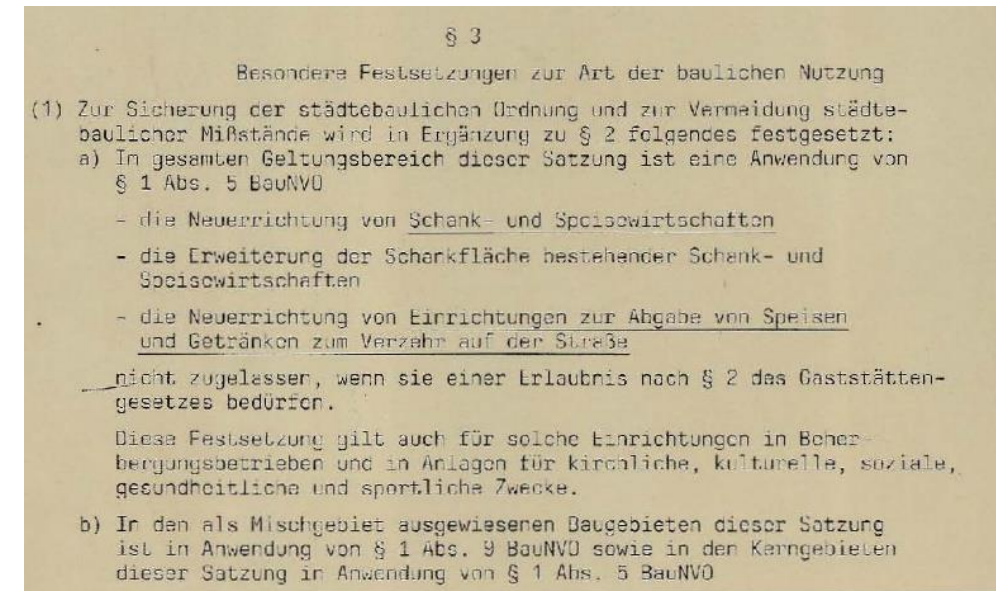 § 3
Besondere Festsetzungen zur Art der baulichen Nutzung
(1) Zur Sicherung der städtebaulichen Ordnung und zur Vermeidung städte-
baulicher Mißstände wird in Ergänzung zu § 2 folgendes festgesetzt:
a) Im gesamten Geltungsbereich dieser Satzung ist eine Anwendung von
§ 1 Abs. 5 BauNVO
- die Neuerrichtung von Schank- und Speisewirtschaften
- die Erweiterung der Schankfläche bestehender Schank- und
Speisewirtschaften
- die Neuerrichtung von Einrichtungen zur Abgabe von Speisen
und Getränken zum Verzehr auf der Straße
nicht zugelassen, wenn sie einer Erlaubnis nach § 2 des Gaststätten-
gesetzes bedürfen.
Diese Festsetzung gilt auch für solche Einrichtungen in Beher-
bergungsbetrieben und in Anlagen für kirchliche, kulturelle, soziale,
gesundheitliche und sportliche Zwecke.
b) In den als Mischgebiet ausgewiesenen Baugebieten dieser Satzung
ist in Anwendung von § 1 Abs. 9 BauNVO sowie in den Kerngebieten
dieser Satzung in Anwendung von § 1 Abs. 5 BauNVO